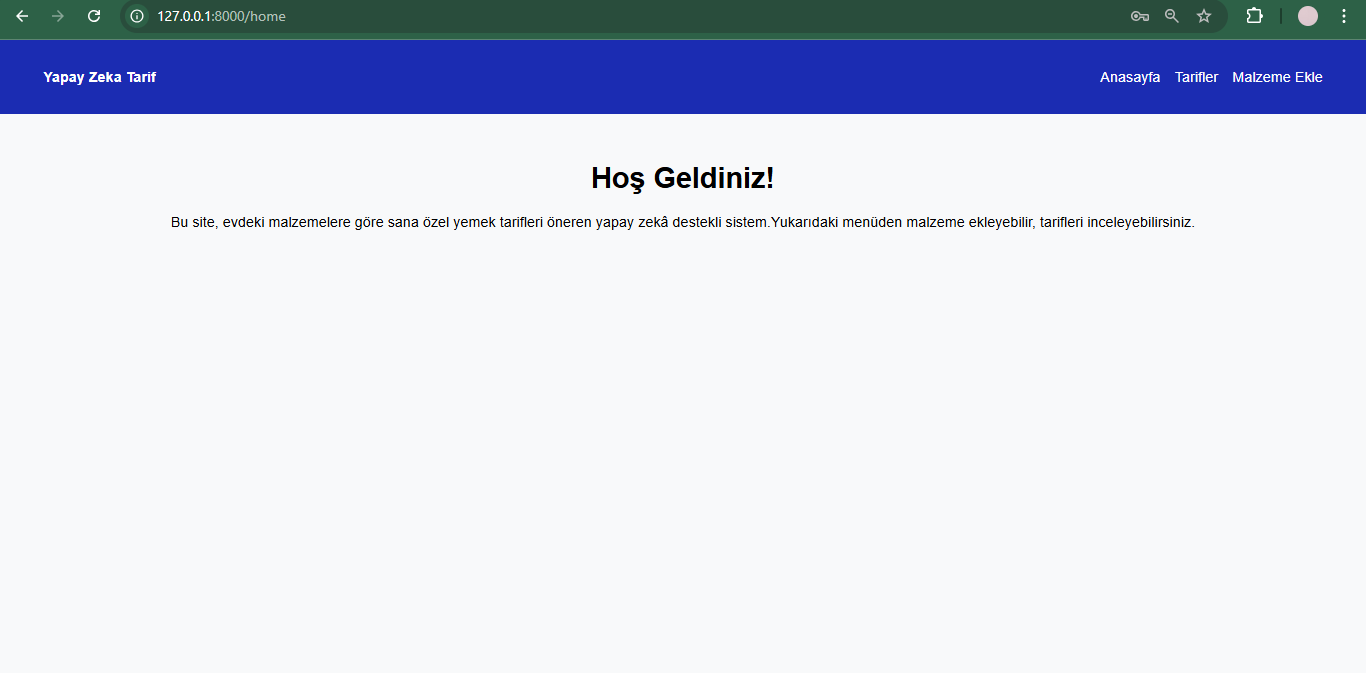 127.0.0.1:8000/home
Yapay Zeka Tarif
Anasayfa Tarifler Malzeme Ekle
Hoş Geldiniz!
Bu site, evdeki malzemelere göre sana özel yemek tarifleri öneren yapay zekâ destekli sistem.Yukarıdaki menüden malzeme ekleyebilir, tarifleri inceleyebilirsiniz.